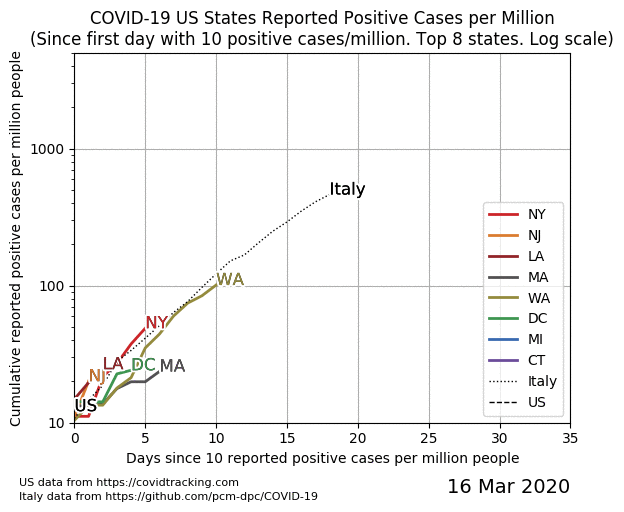 COVID-19 US States Reported Positive Cases per Million
(Since first day with 10 positive cases/million. Top 8 states. Log scale)
Cumulative reported positive cases per million people
1000
100
10
Italy
WA
NY
LA
DC
MA
NJ
US
NY
NJ
LA
MA
WA
DC
MI
CT
Italy
US
0 5 10 15 20 25 30 35
Days since 10 reported positive cases per million people
US data from https://covidtracking.com
Italy data from https://github.com/pcm-dpc/COVID-19
16 Mar 2020